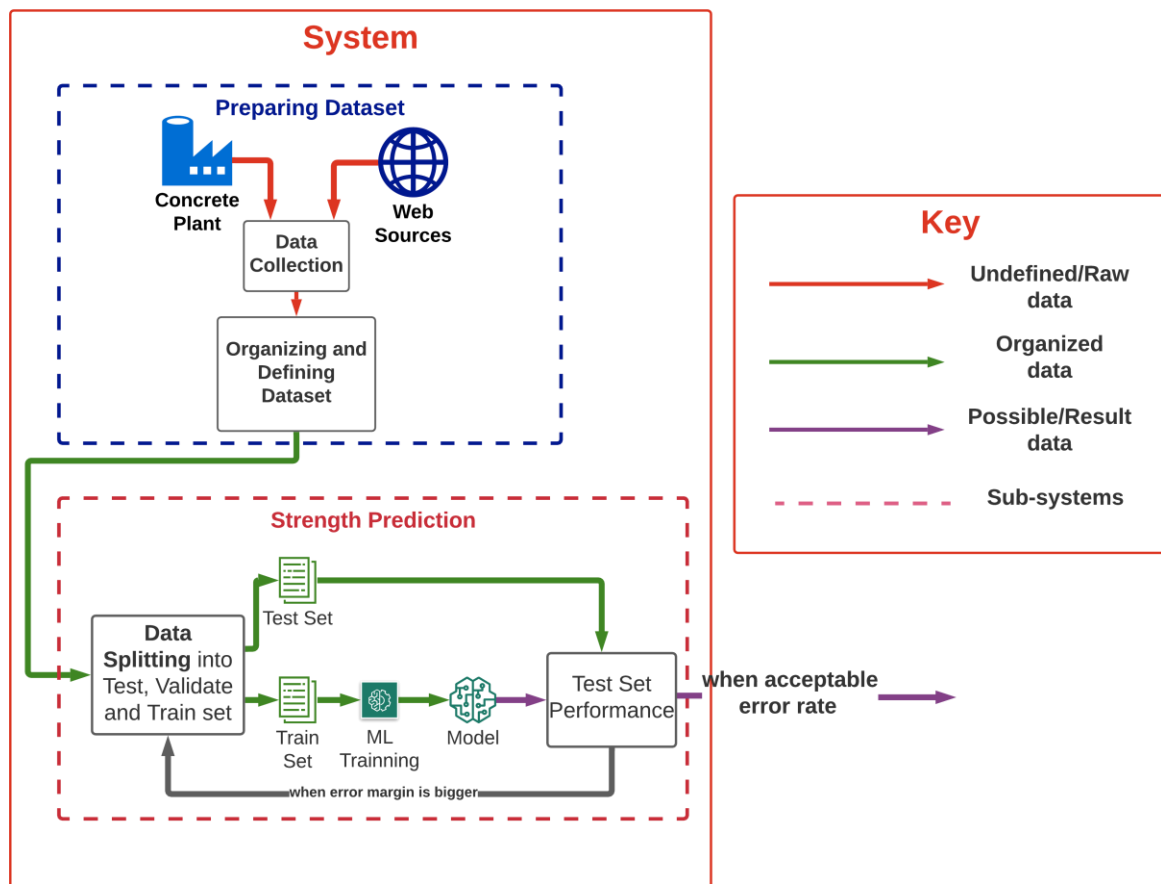 System
Preparing Dataset
Concrete
Plant
Web
Sources
Data
Collection
Organizing and
Defining
Dataset
Key
Undefined/Raw
data
Organized
data
Possible/Result
data
Sub-systems
Strength Prediction
Test Set
Data
Splitting into
Test, Validate
and Train set
Train
Set
ML
Trainning
Model
Test Set
Performance
when acceptable
error rate
when error margin is bigger